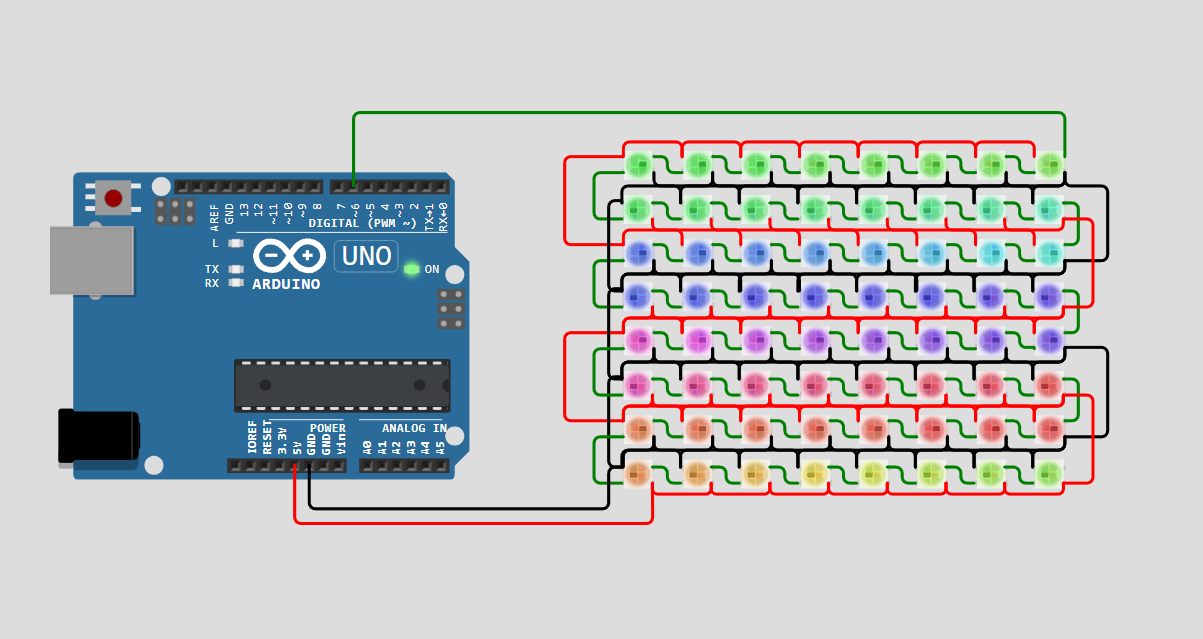 AREF
GND
13
12
~11
~10
~9
8
7
~6
~5
4
~3
2
TX→1
RX←0
DIGITAL (PWM ~)
L
TX
RX
UNO
ON
ARDUINO
IOREF
RESET
3.3V
5V
GND
GND
Vin
POWER
ANALOG IN
A0
A1
A2
A3
A4
A5